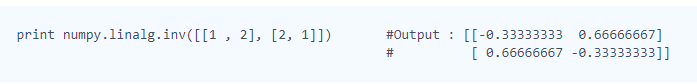 print numpy.linalg.inv([[1 , 2], [2, 1]])       #Output : [[-0.33333333  0.66666667]
                                                #          [ 0.66666667 -0.33333333]]